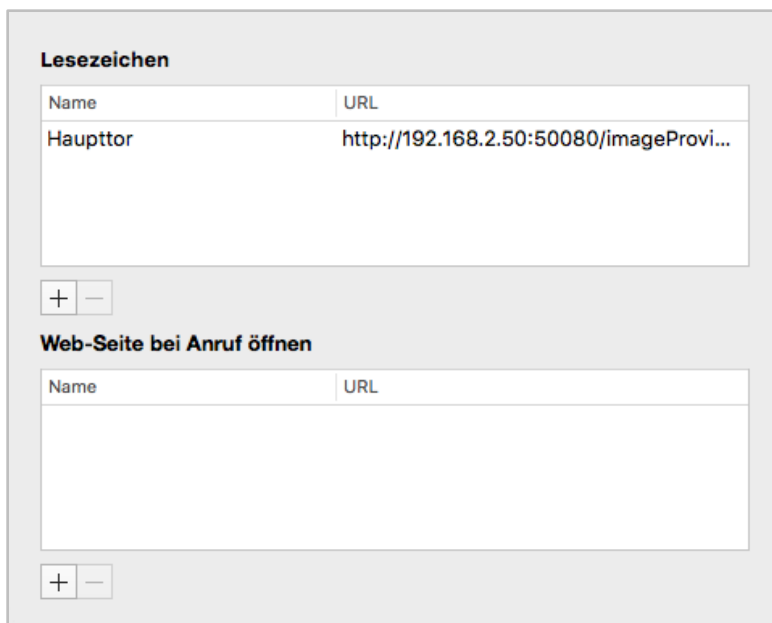 Lesezeichen
Name URL
Haupttor http://192.168.2.50:50080/imageProvi...
+ −
Web-Seite bei Anruf öffnen
Name URL
+ −